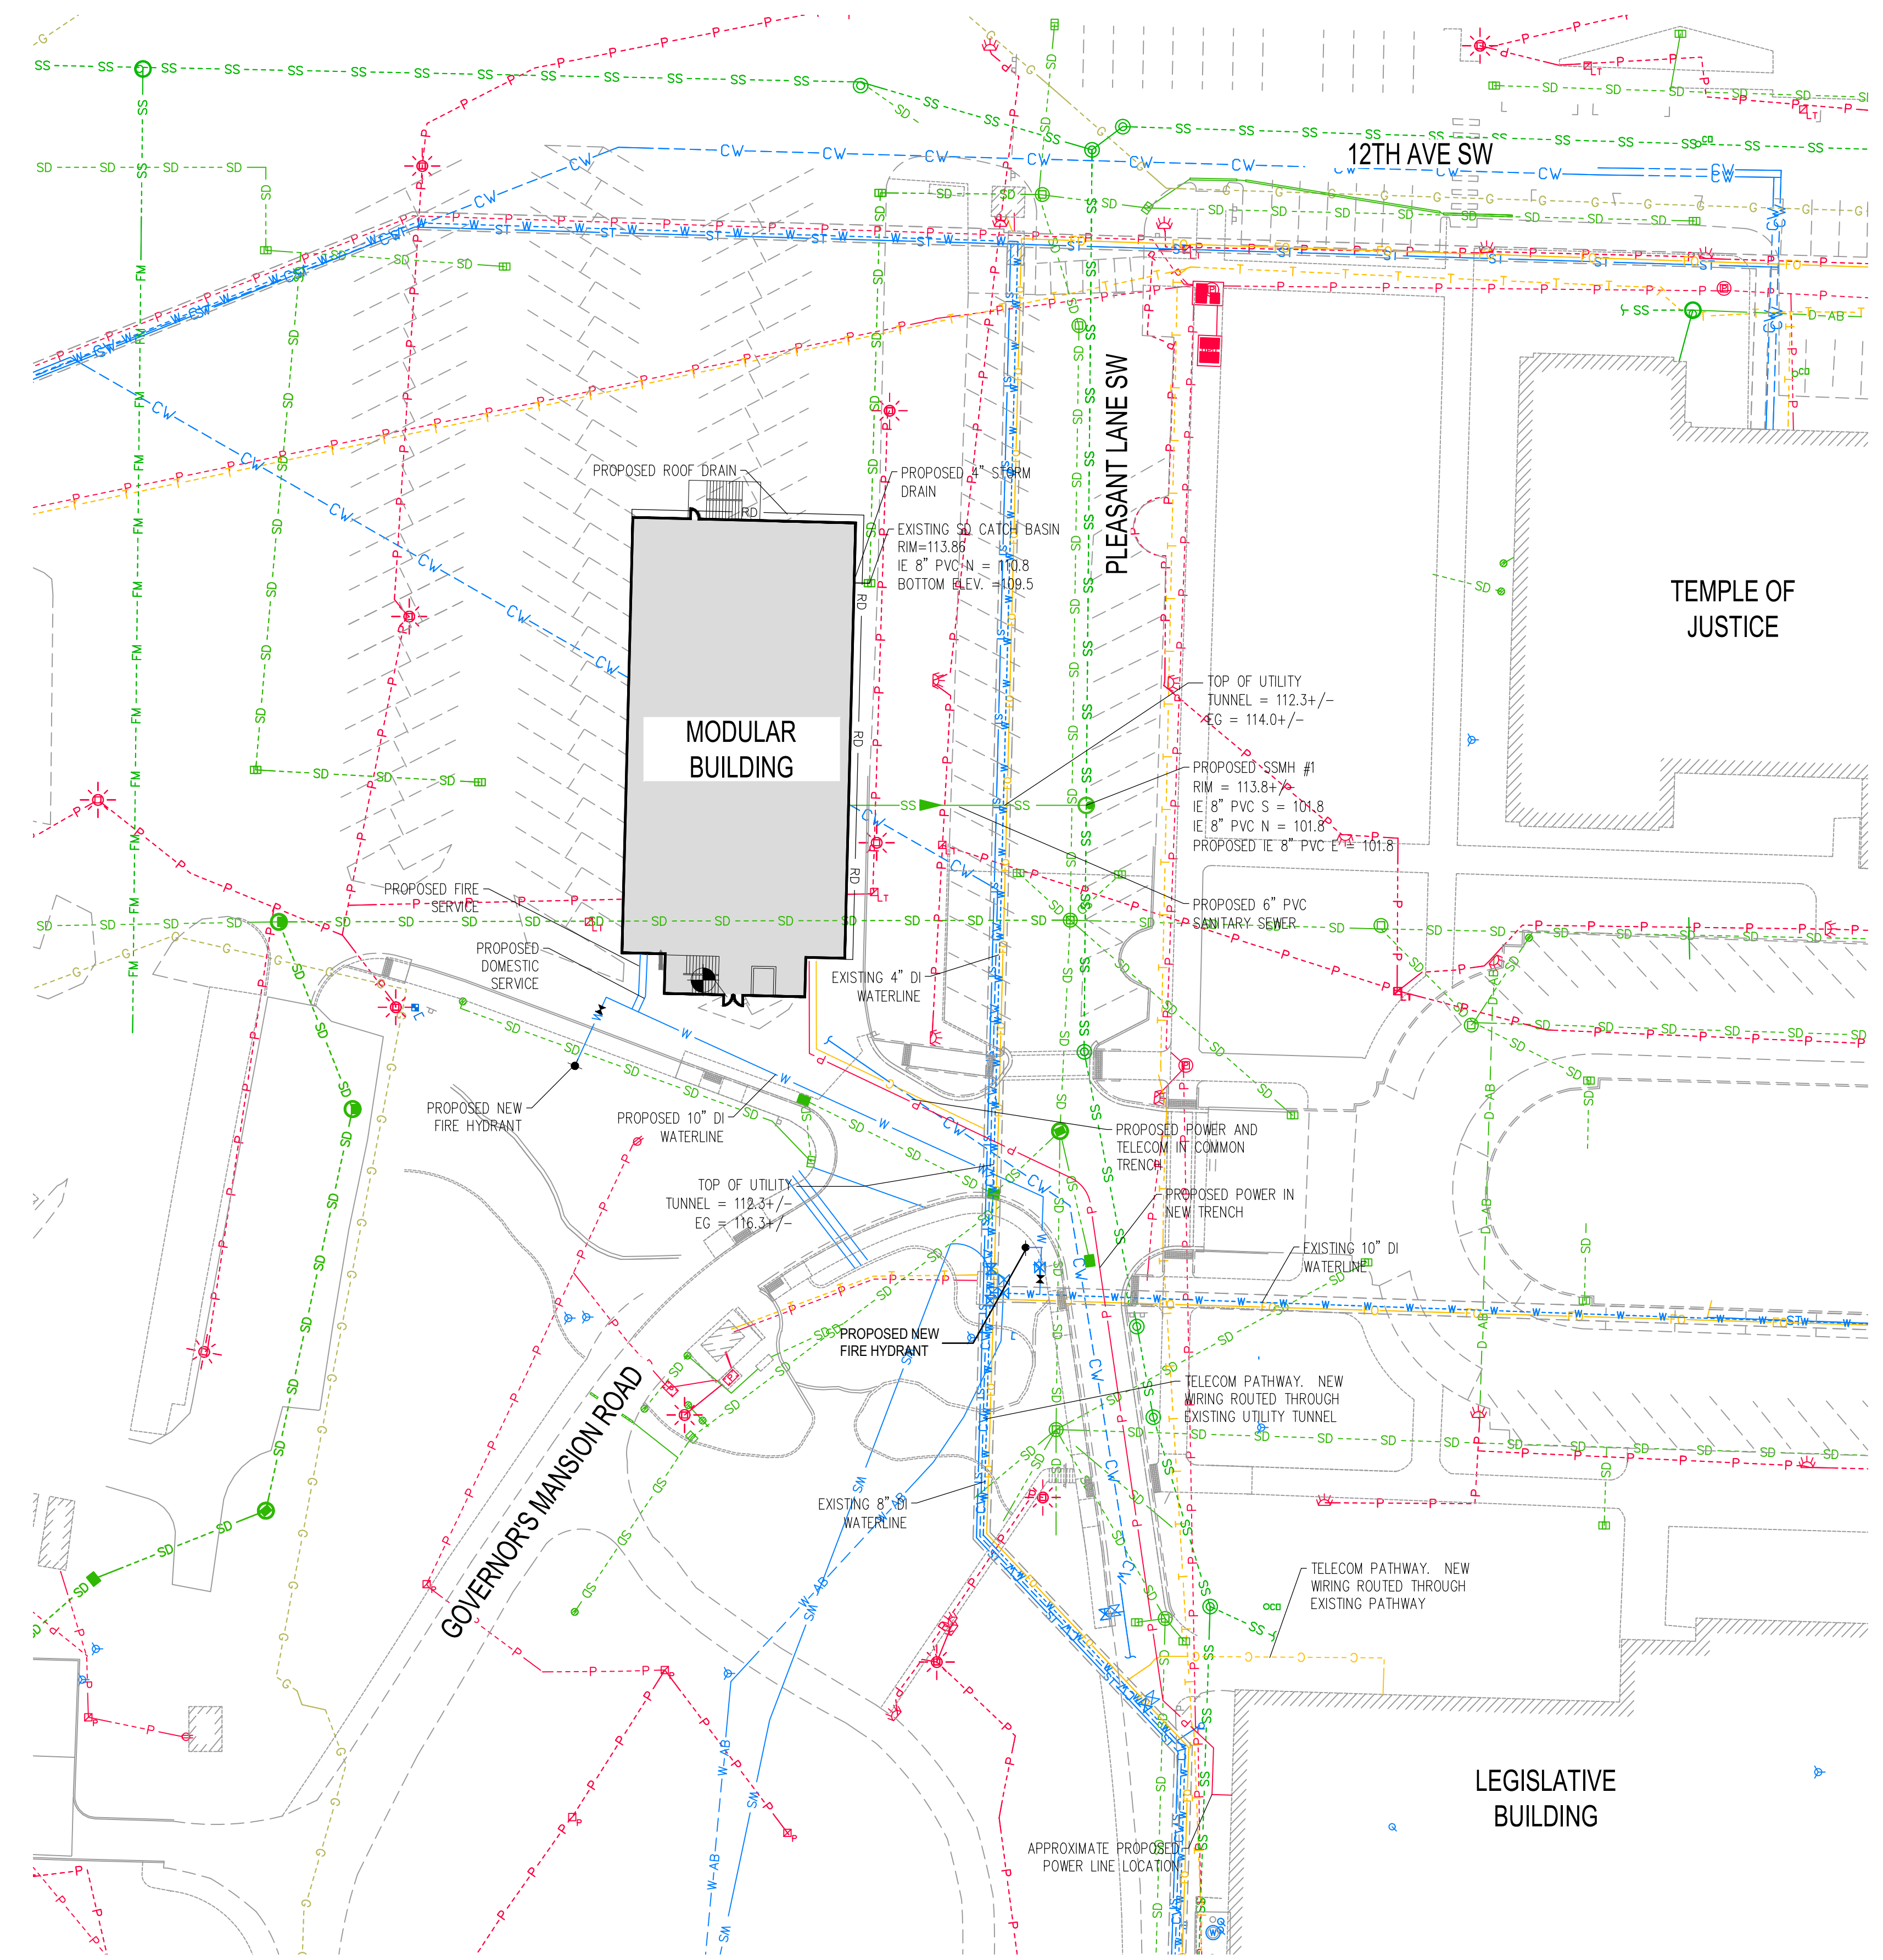 12TH AVE SW
PLEASANT LANE SW
PROPOSED ROOF DRAIN
PROPOSED 4" STORM
DRAIN
EXISTING SD CATCH BASIN
RIM=113.86
IE 8" PVC N = 110.8
BOTTOM ELEV. =109.5
TEMPLE OF
JUSTICE
TOP OF UTILITY
TUNNEL = 112.3+/-
EG = 114.0+/-
MODULAR
BUILDING
PROPOSED SSMH #1
RIM = 113.8+/-
IE 8" PVC S = 101.8
IE 8" PVC N = 101.8
PROPOSED IE 8" PVC E = 101.8
PROPOSED FIRE
SERVICE
PROPOSED 6" PVC
SANITARY SEWER
PROPOSED
DOMESTIC
SERVICE
EXISTING 4" DI
WATERLINE
PROPOSED NEW
FIRE HYDRANT
PROPOSED 10" DI
WATERLINE
PROPOSED POWER AND
TELECOM IN COMMON
TRENCH
TOP OF UTILITY
TUNNEL = 112.3+/-
EG = 116.3+/-
PROPOSED POWER IN
NEW TRENCH
EXISTING 10" DI
WATERLINE
PROPOSED NEW
FIRE HYDRANT
GOVERNOR'S MANSION ROAD
TELECOM PATHWAY. NEW
WIRING ROUTED THROUGH
EXISTING UTILITY TUNNEL
EXISTING 8" DI
WATERLINE
TELECOM PATHWAY. NEW
WIRING ROUTED THROUGH
EXISTING PATHWAY
LEGISLATIVE
BUILDING
APPROXIMATE PROPOSED
POWER LINE LOCATION